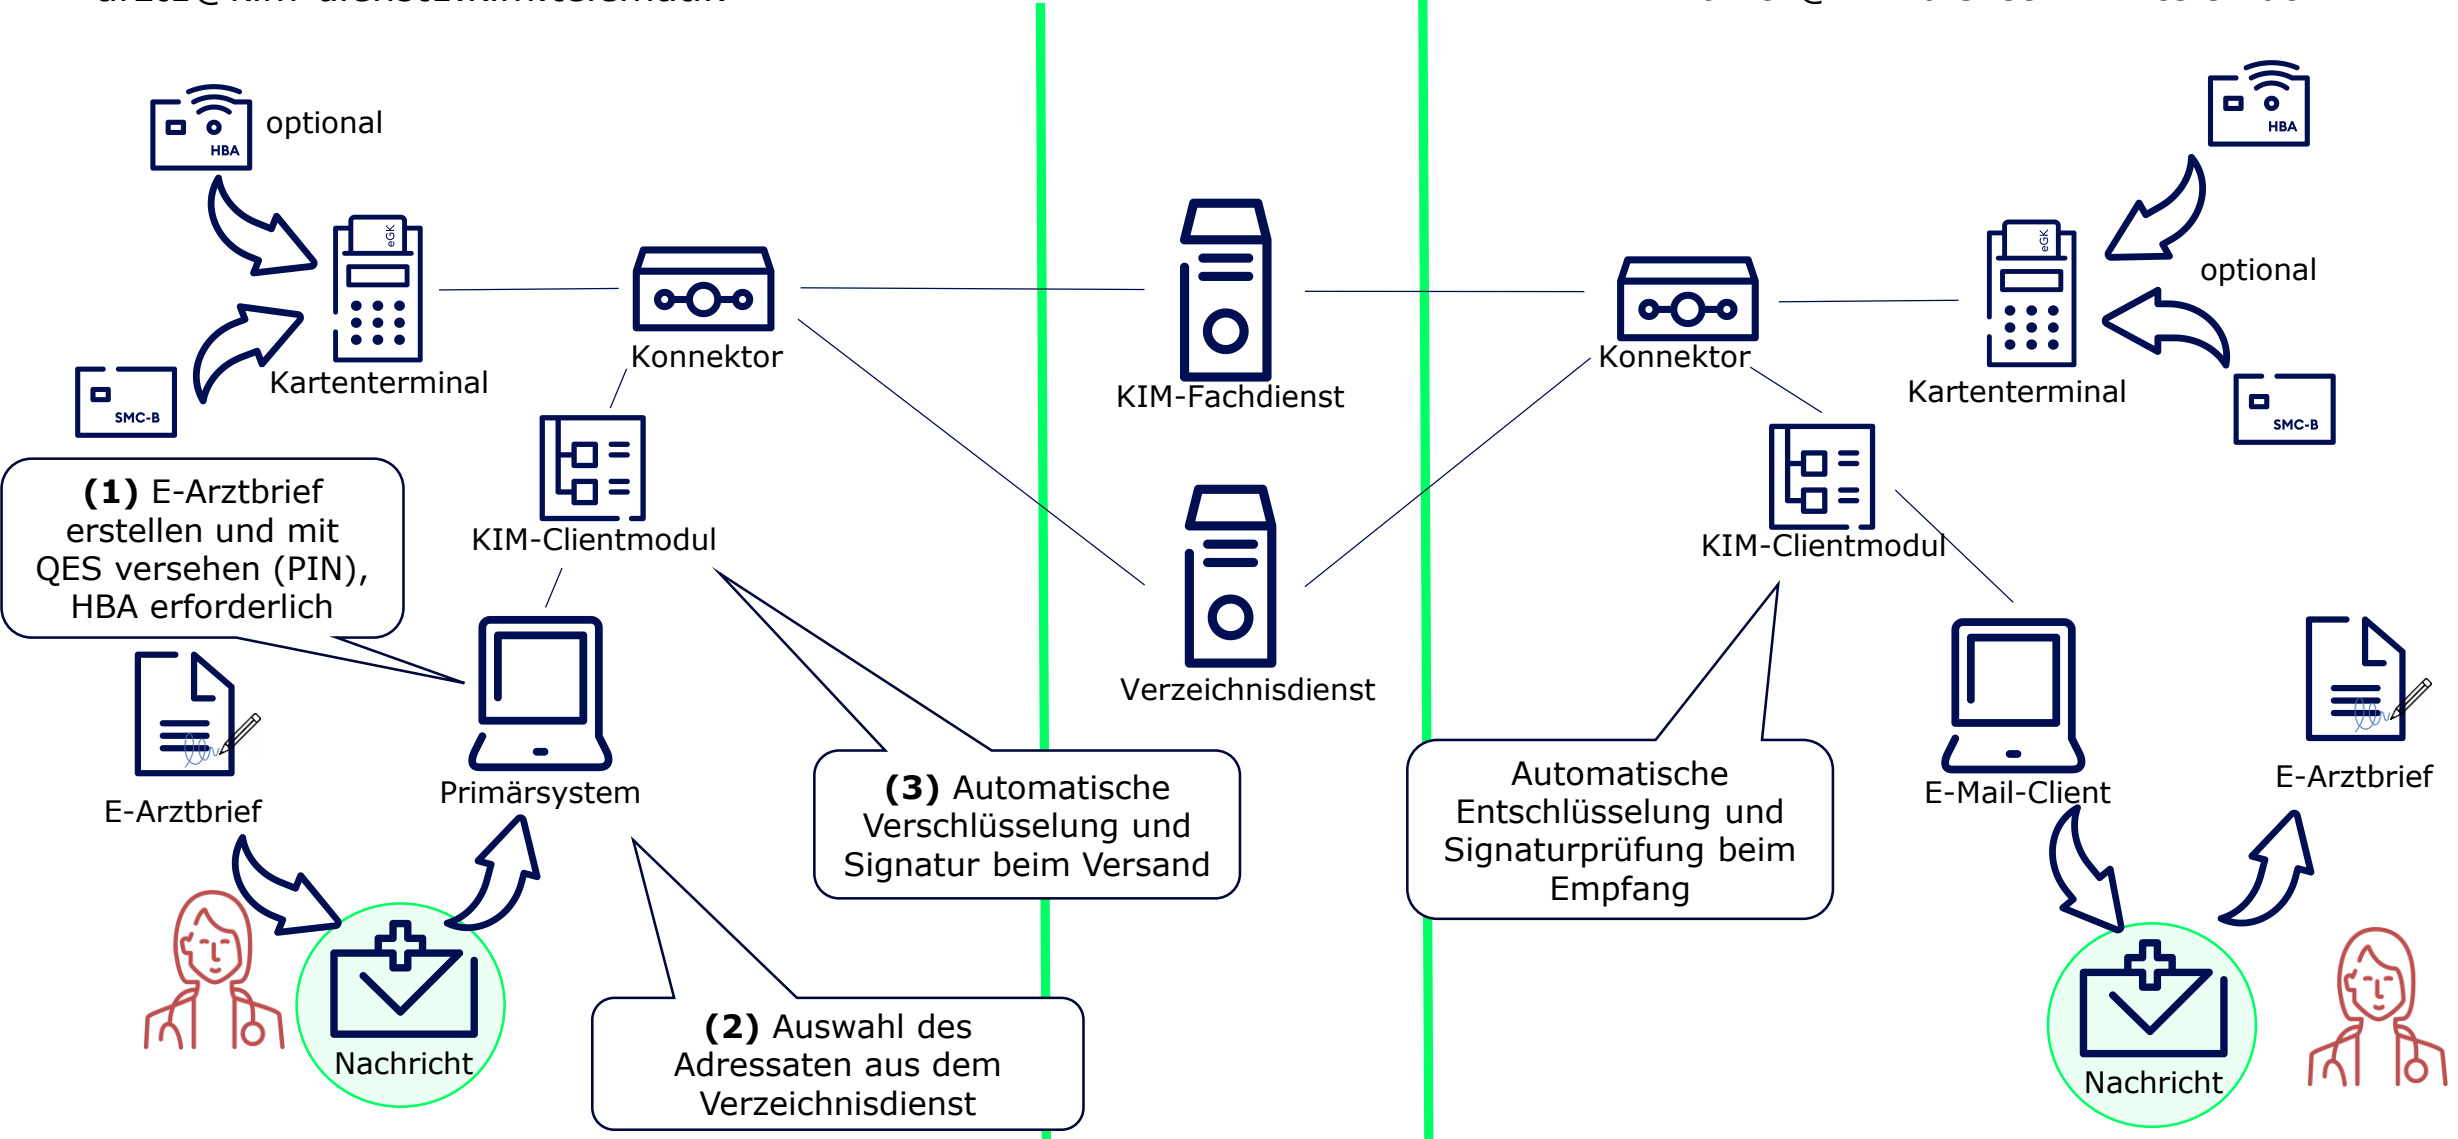 optional
HBA
eGK
Konnektor
Kartenterminal
SMC-B
KIM-Clientmodul
(1) E-Arztbrief
erstellen und mit
QES versehen (PIN),
HBA erforderlich
E-Arztbrief
Primärsystem
Nachricht
(2) Auswahl des
Adressaten aus dem
Verzeichnisdienst
(3) Automatische
Verschlüsselung und
Signatur beim Versand
KIM-Fachdienst
Verzeichnisdienst
HBA
optional
eGK
Konnektor
Kartenterminal
SMC-B
KIM-Clientmodul
Automatische
Entschlüsselung und
Signaturprüfung beim
Empfang
E-Mail-Client
E-Arztbrief
Nachricht